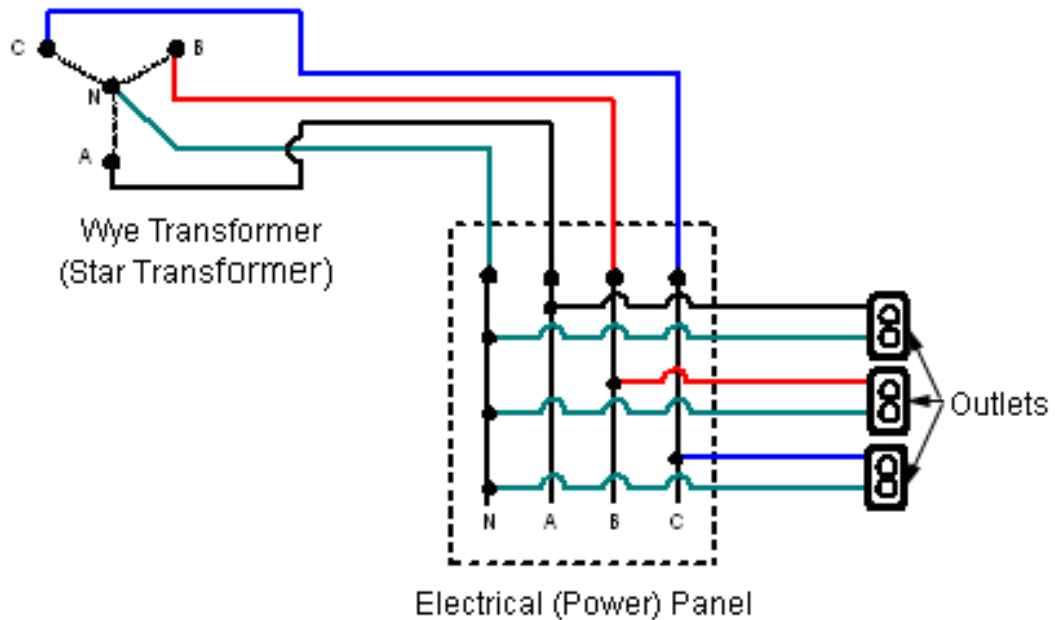 C
B
N
A
Wye Transformer
(Star Transformer)
Outlets
N A B C
Electrical (Power) Panel